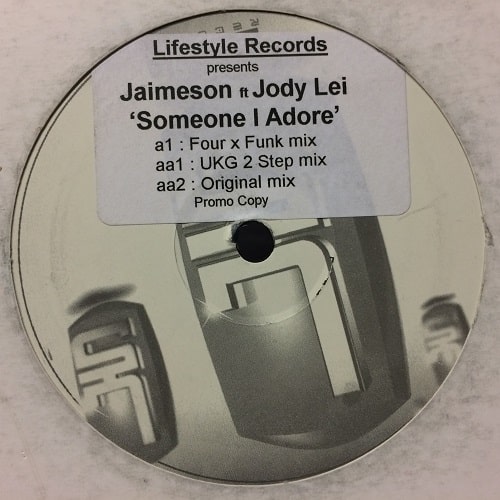 Lifestyle Records
presents
Jaimeson ft Jody Lei
‘Someone I Adore’
a1 : Four x Funk mix
aa1 : UKG 2 Step mix
aa2 : Original mix
Promo Copy